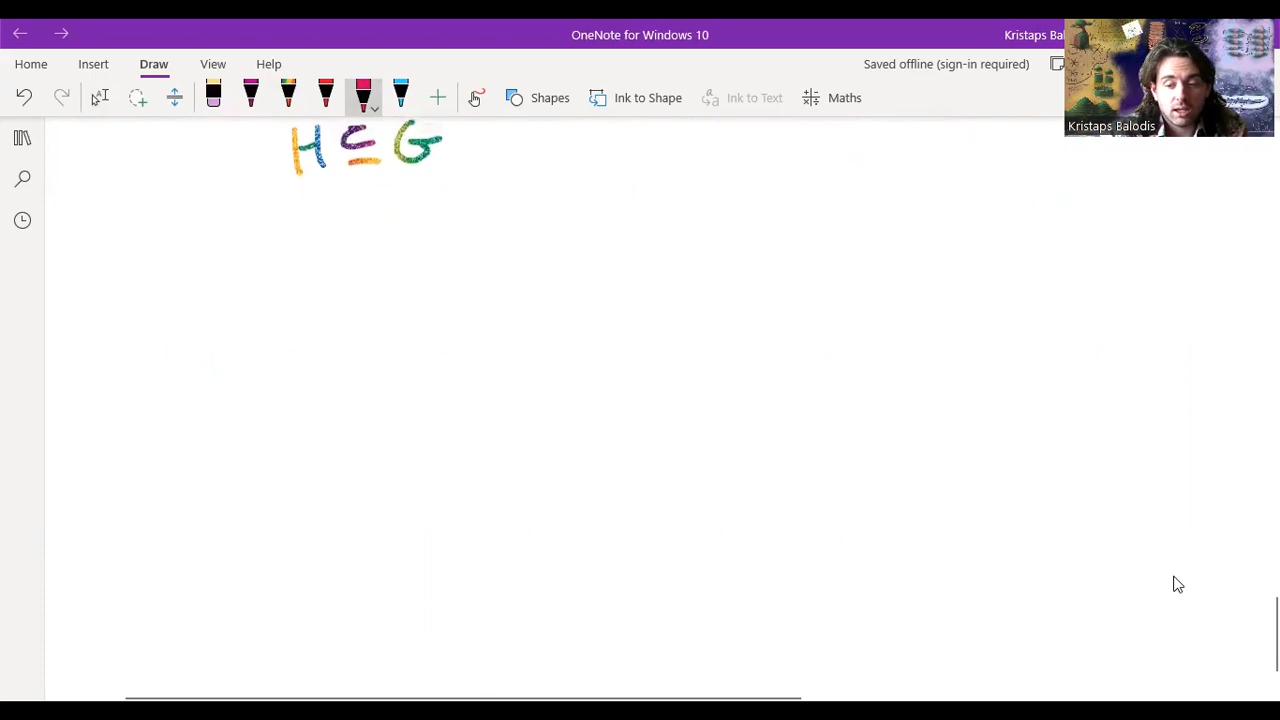 OneNote for Windows 10
Kristaps Bal
Home Insert Draw View Help
Saved offline (sign-in required)
Shapes Ink to Shape Ink to Text Maths
Kristaps Balodis
H ⊆ G